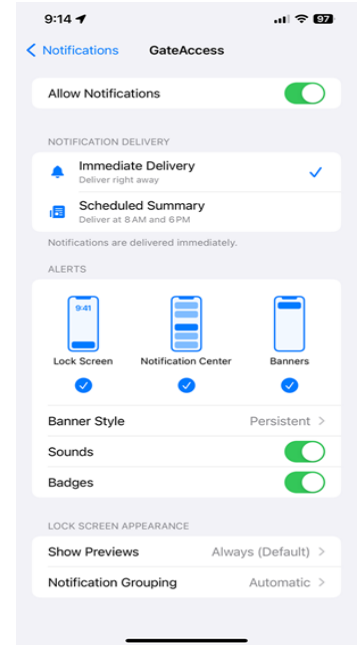 9:14
97
Notifications
GateAccess
Allow Notifications
NOTIFICATION DELIVERY
Immediate Delivery
Deliver right away
Scheduled Summary
Deliver at 8 AM and 6 PM
Notifications are delivered immediately.
ALERTS
9:41
Lock Screen Notification Center Banners
Banner Style Persistent
Sounds
Badges
LOCK SCREEN APPEARANCE
Show Previews Always (Default)
Notification Grouping Automatic